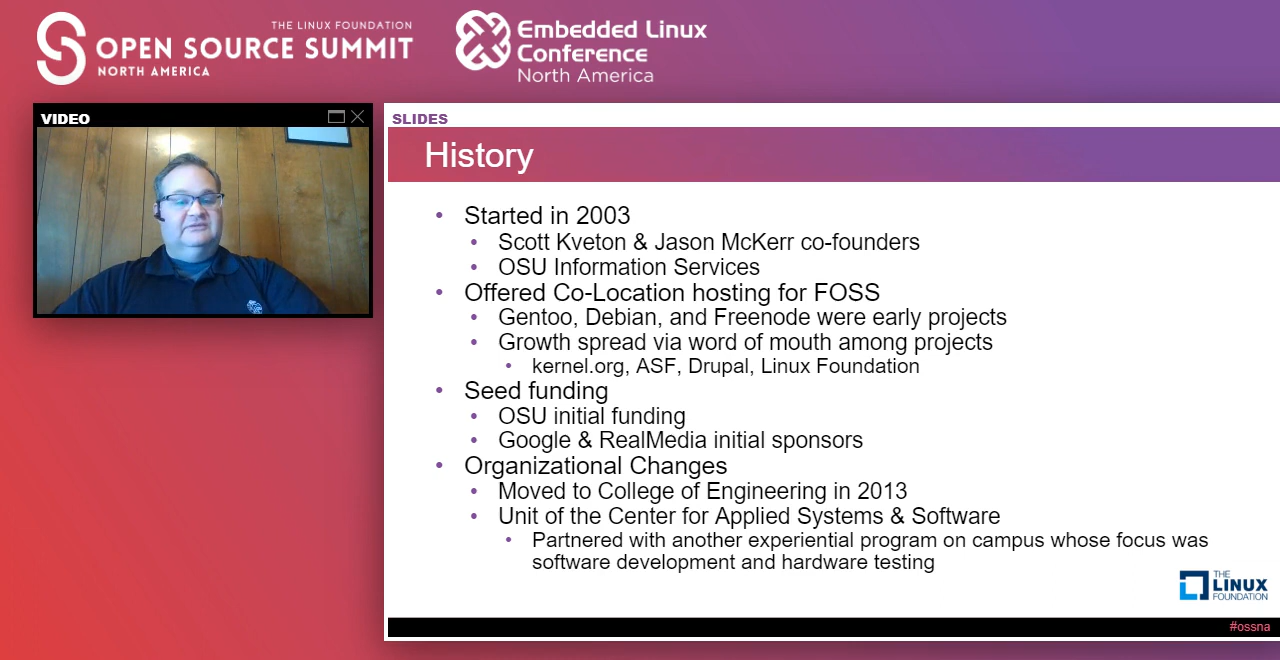 THE LINUX FOUNDATION
OPEN SOURCE SUMMIT
NORTH AMERICA
Embedded Linux
Conference
North America
VIDEO
SLIDES
History
• Started in 2003
• Scott Kveton & Jason McKerr co-founders
• OSU Information Services
• Offered Co-Location hosting for FOSS
• Gentoo, Debian, and Freenode were early projects
• Growth spread via word of mouth among projects
• kernel.org, ASF, Drupal, Linux Foundation
• Seed funding
• OSU initial funding
• Google & RealMedia initial sponsors
• Organizational Changes
• Moved to College of Engineering in 2013
• Unit of the Center for Applied Systems & Software
• Partnered with another experiential program on campus whose focus was
software development and hardware testing
THE
LINUX
FOUNDATION
#ossna